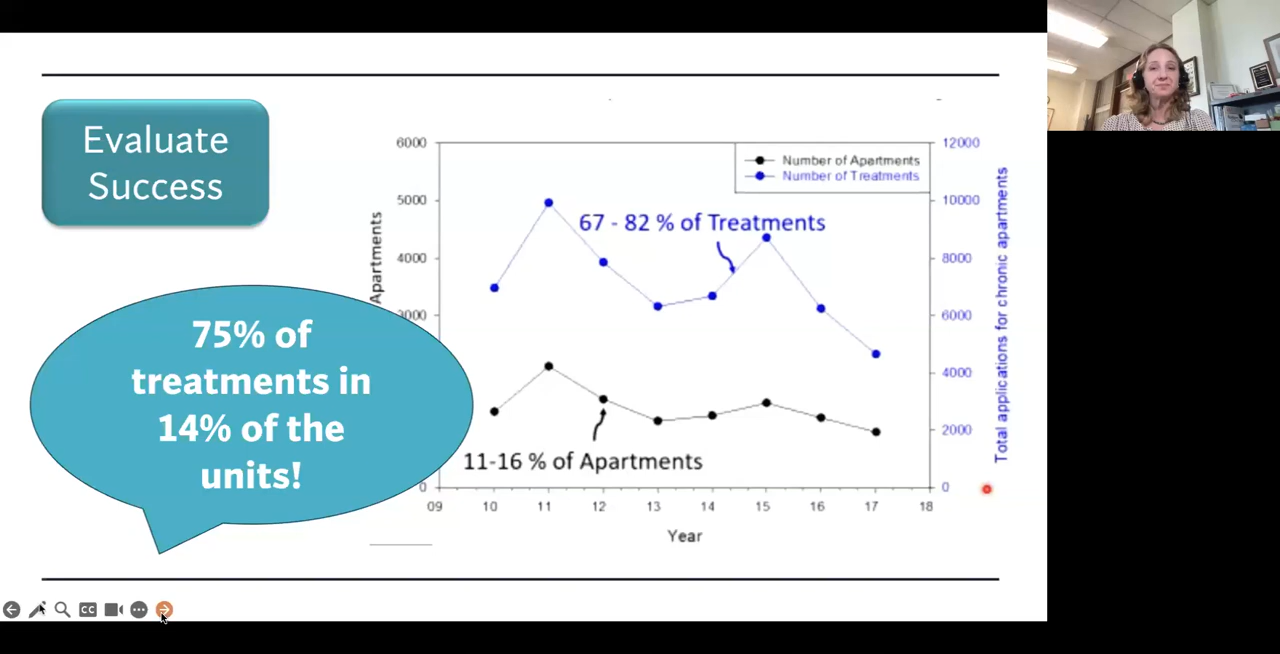 Evaluate
Success
75% of
treatments in
14% of the
units!
6000
5000
4000
3000
0
Apartments
12000
10000
8000
6000
4000
2000
0
Total applications for chronic apartments
Number of Apartments
Number of Treatments
67 - 82 % of Treatments
11-16 % of Apartments
09 10 11 12 13 14 15 16 17 18
Year
CC